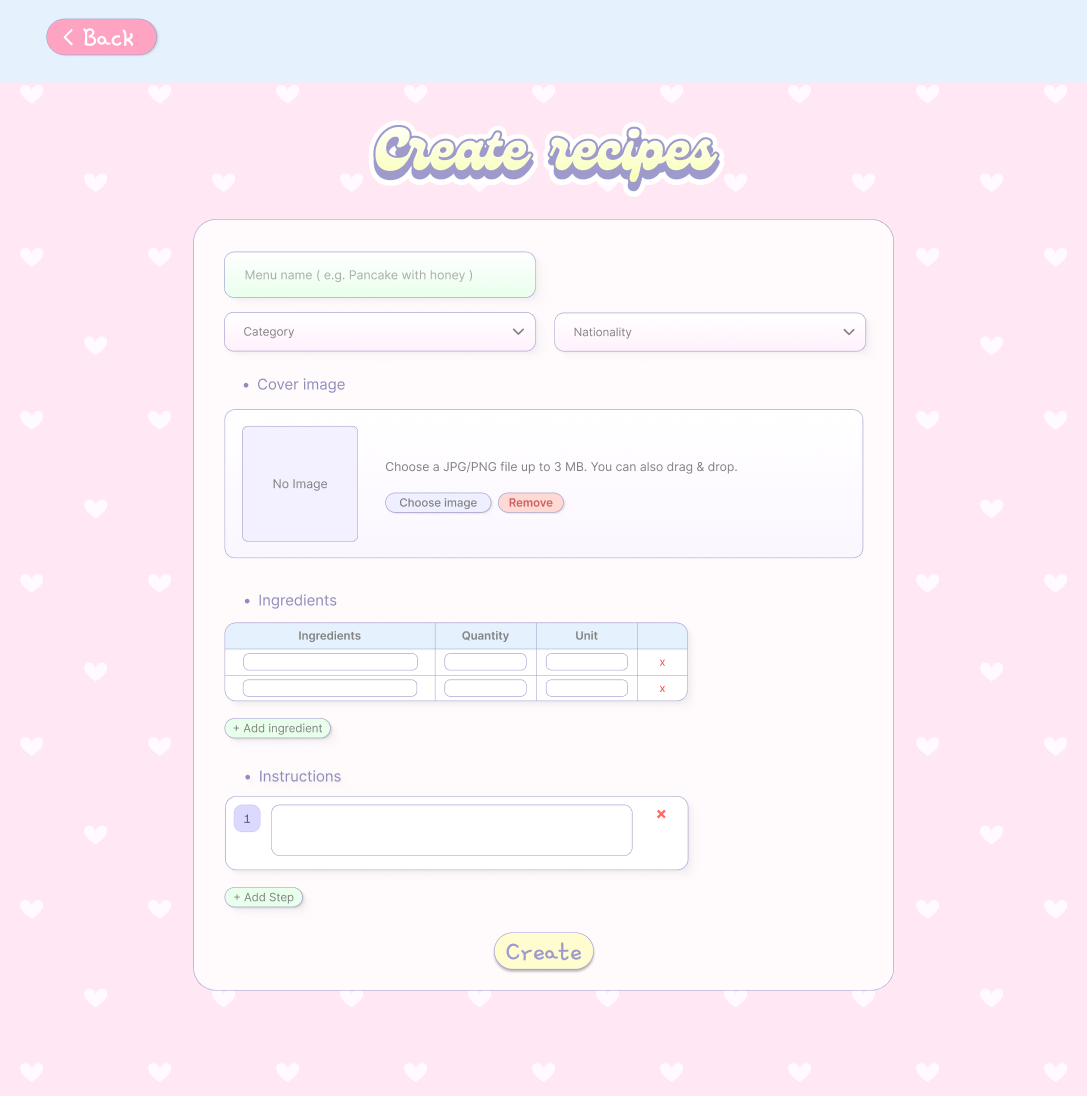 < Back
Create recipes
Menu name ( e.g. Pancake with honey )
Category
Nationality
• Cover image
No Image
Choose a JPG/PNG file up to 3 MB. You can also drag & drop.
Choose image
Remove
• Ingredients
Ingredients Quantity Unit
x
x
+ Add ingredient
• Instructions
1
+ Add Step
Create